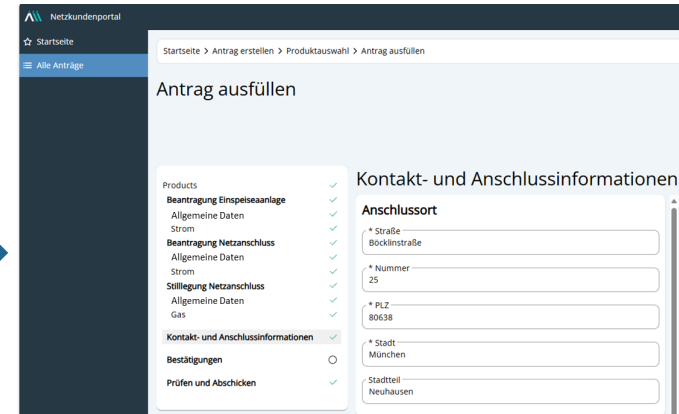 Netzkundenportal
Startseite
Alle Anträge
Startseite > Antrag erstellen > Produktauswahl > Antrag ausfüllen
Antrag ausfüllen
Products
Beantragung Einspeiseanlage
Allgemeine Daten
Strom
Beantragung Netzanschluss
Allgemeine Daten
Strom
Stilllegung Netzanschluss
Allgemeine Daten
Gas
Kontakt- und Anschlussinformationen
Bestätigungen
Prüfen und Abschicken
Kontakt- und Anschlussinformationen
Anschlussort
* Straße
Böcklinstraße
* Nummer
25
* PLZ
80638
* Stadt
München
Stadtteil
Neuhausen